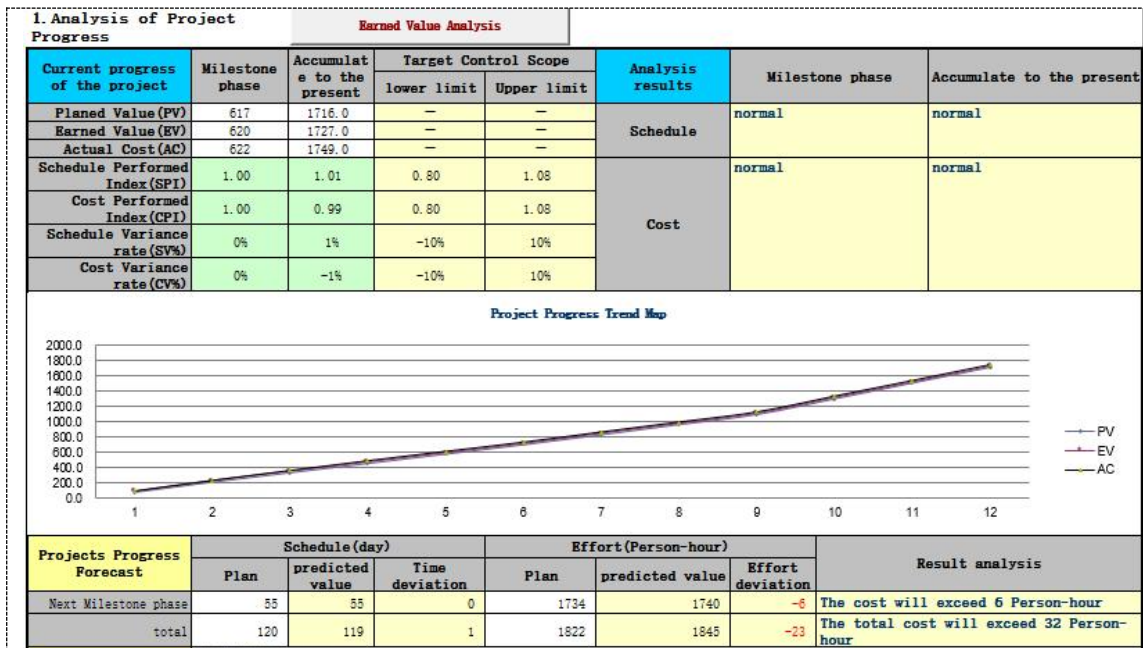 1. Analysis of Project
Progress
Earned Value Analysis
Current progress
of the project
Milestone
phase
Accumulat
e to the
present
Target Control Scope
lower limit Upper limit
Analysis
results
Milestone phase
Accumulate to the present
Planed Value(PV) 617 1716.0 — —
Earned Value(EV) 620 1727.0 — —
Actual Cost(AC) 622 1749.0 — —
Schedule
normal
normal
Schedule Performed
Index(SPI)
1.00 1.01 0.80 1.08
Cost Performed
Index(CPI)
1.00 0.99 0.80 1.08
Schedule Variance
rate(SV%)
0% 1% -10% 10%
Cost Variance
rate(CV%)
0% -1% -10% 10%
Cost
normal
normal
Project Progress Trend Map
2000.0
1800.0
1600.0
1400.0
1200.0
1000.0
800.0
600.0
400.0
200.0
0.0
1 2 3 4 5 6 7 8 9 10 11 12
PV
EV
AC
Projects Progress
Forecast
Schedule(day)
Plan
predicted
value
Time
deviation
Effort(Person-hour)
Plan
predicted value
Effort
deviation
Result analysis
Next Milestone phase 55 55 0 1734 1740 -6 The cost will exceed 6 Person-hour
total 120 119 1 1822 1845 -23 The total cost will exceed 32 Person-
hour